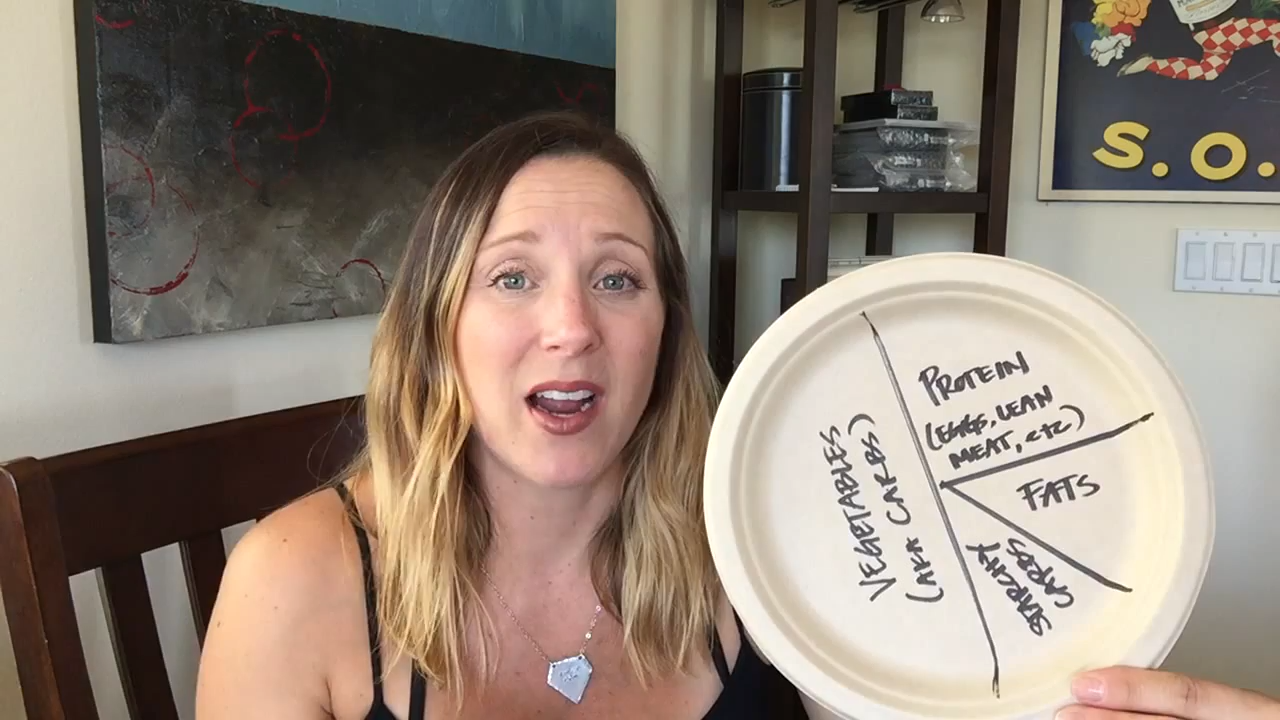 VEGETABLES
(AKA CARBS)
PROTEIN
(EGGS, LEAN
MEAT, etc)
FATS
STARCHY
CARBS
S. O.